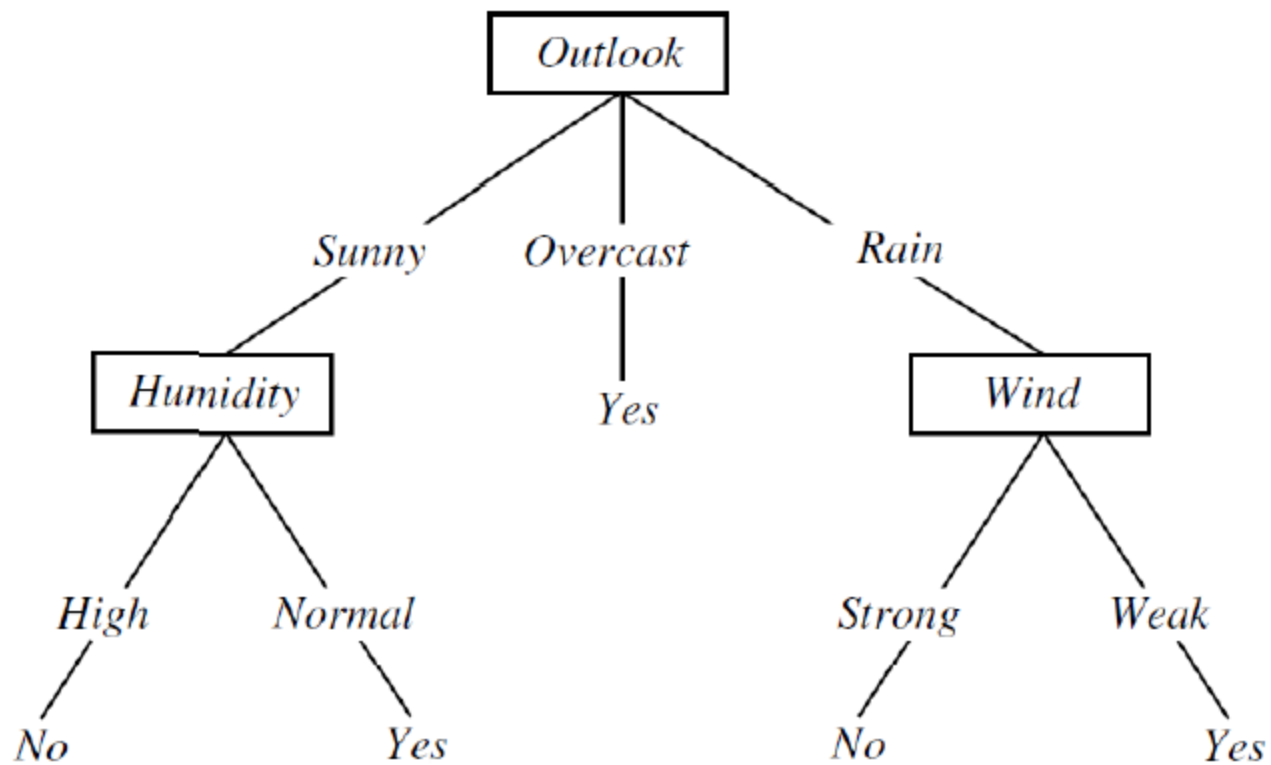 Outlook
Sunny Overcast Rain
Humidity Yes Wind
High Normal Strong Weak
No Yes No Yes